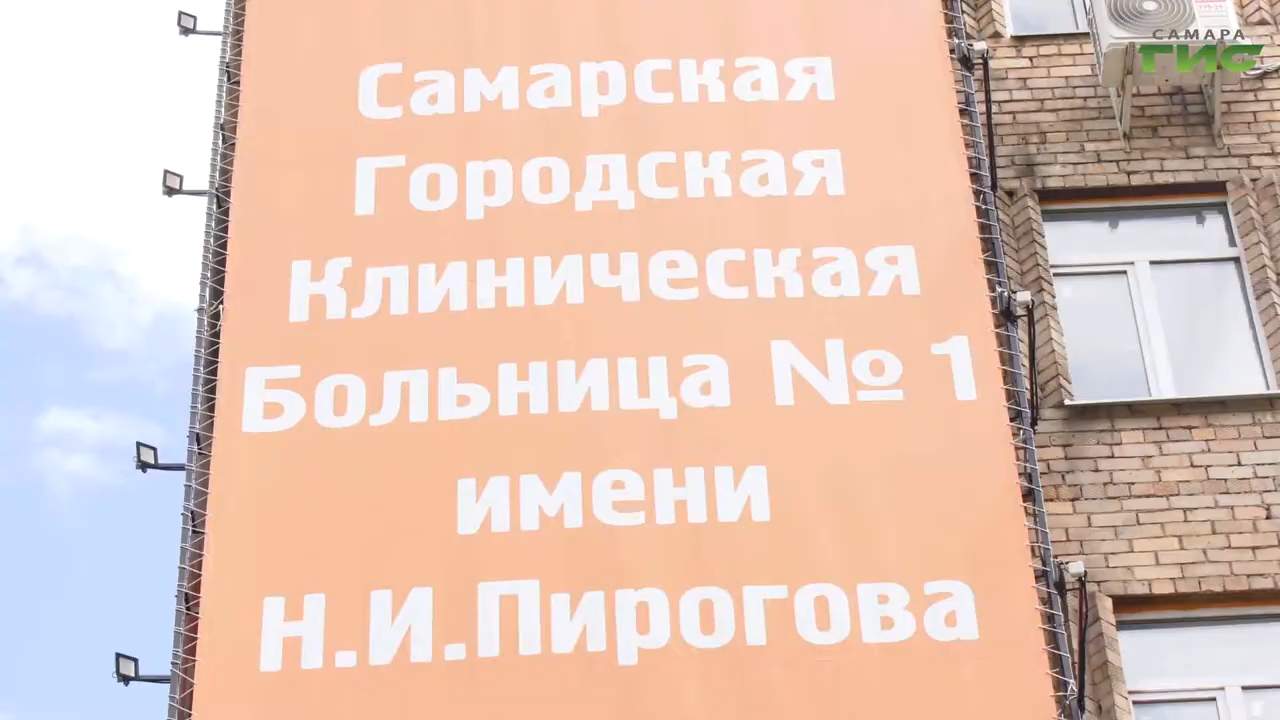 Самарская
Городская
Клиническая
Больница № 1
имени
Н.И.Пирогова
САМАРА
ГИС